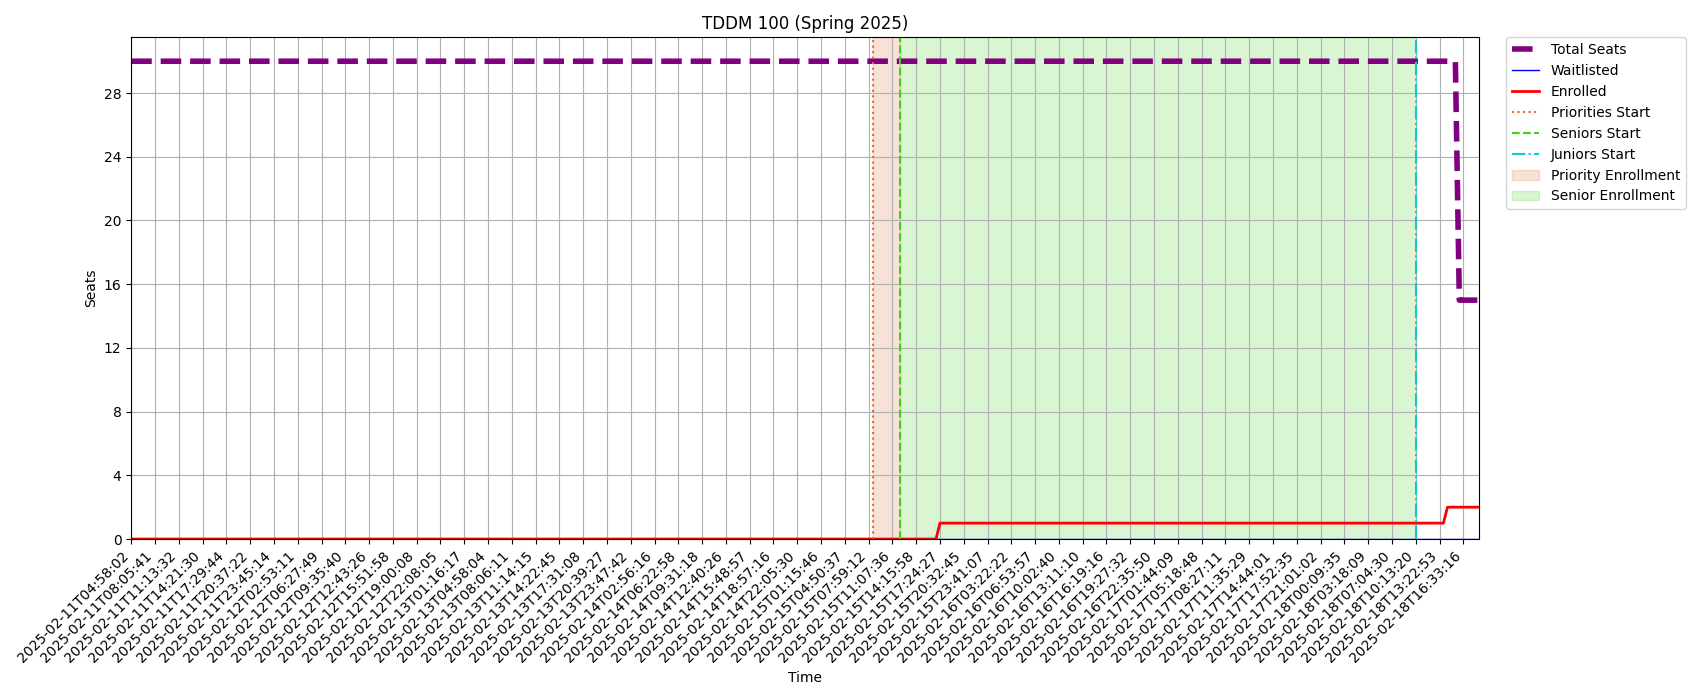 TDDM 100 (Spring 2025)
Total Seats
Waitlisted
Enrolled
Priorities Start
Seniors Start
Juniors Start
Priority Enrollment
Senior Enrollment
Seats
28
24
20
16
12
8
4
0
2025-02-11T04:58:02
2025-02-11T08:05:41
2025-02-11T11:13:32
2025-02-11T14:21:30
2025-02-11T17:29:44
2025-02-11T20:37:22
2025-02-11T23:45:14
2025-02-12T02:53:11
2025-02-12T06:27:49
2025-02-12T09:35:40
2025-02-12T12:43:26
2025-02-12T15:51:58
2025-02-12T19:00:08
2025-02-12T22:08:05
2025-02-13T01:16:17
2025-02-13T04:58:04
2025-02-13T08:06:11
2025-02-13T11:14:15
2025-02-13T14:22:45
2025-02-13T17:31:08
2025-02-13T20:39:27
2025-02-13T23:47:42
2025-02-14T02:56:16
2025-02-14T06:22:58
2025-02-14T09:31:18
2025-02-14T12:40:26
2025-02-14T15:48:57
2025-02-14T18:57:16
2025-02-14T22:05:30
2025-02-15T01:15:46
2025-02-15T04:50:37
2025-02-15T07:59:12
2025-02-15T11:07:36
2025-02-15T14:15:58
2025-02-15T17:24:27
2025-02-15T20:32:45
2025-02-15T23:41:07
2025-02-16T03:22:22
2025-02-16T06:53:57
2025-02-16T10:02:40
2025-02-16T13:11:10
2025-02-16T16:19:16
2025-02-16T19:27:32
2025-02-16T22:35:50
2025-02-17T01:44:09
2025-02-17T05:18:48
2025-02-17T08:27:11
2025-02-17T11:35:29
2025-02-17T14:44:01
2025-02-17T17:52:35
2025-02-17T21:01:02
2025-02-18T00:09:35
2025-02-18T03:18:09
2025-02-18T07:04:30
2025-02-18T10:13:20
2025-02-18T13:22:53
2025-02-18T16:33:16
Time